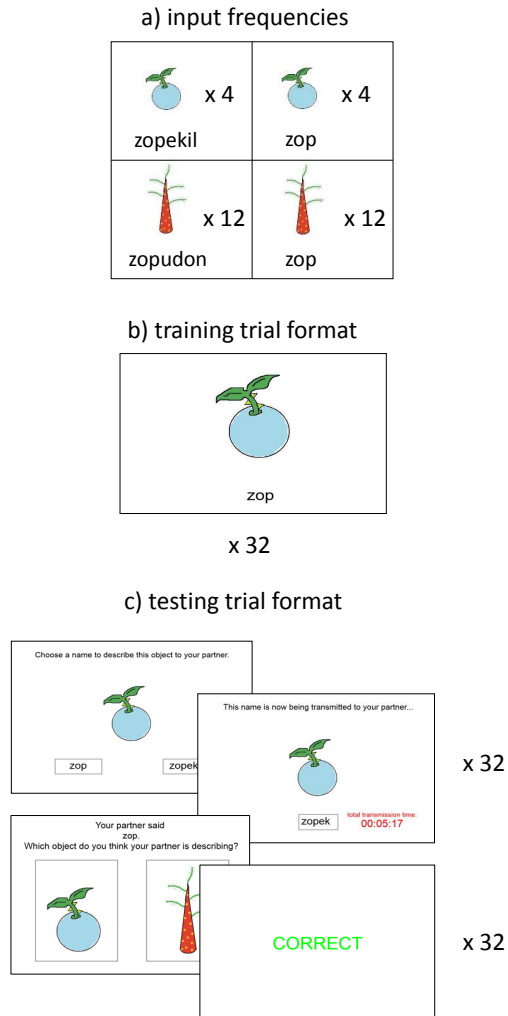 a) input frequencies
x 4 x 4
zopekil zop
x 12 x 12
zopudon zop
b) training trial format
zop
x 32
c) testing trial format
Choose a name to describe this object to your partner.
zop zopek
This name is now being transmitted to your partner...
zopek
total transmission time:
00:05:17
x 32
Your partner said
zop.
Which object do you think your partner is describing?
CORRECT
x 32